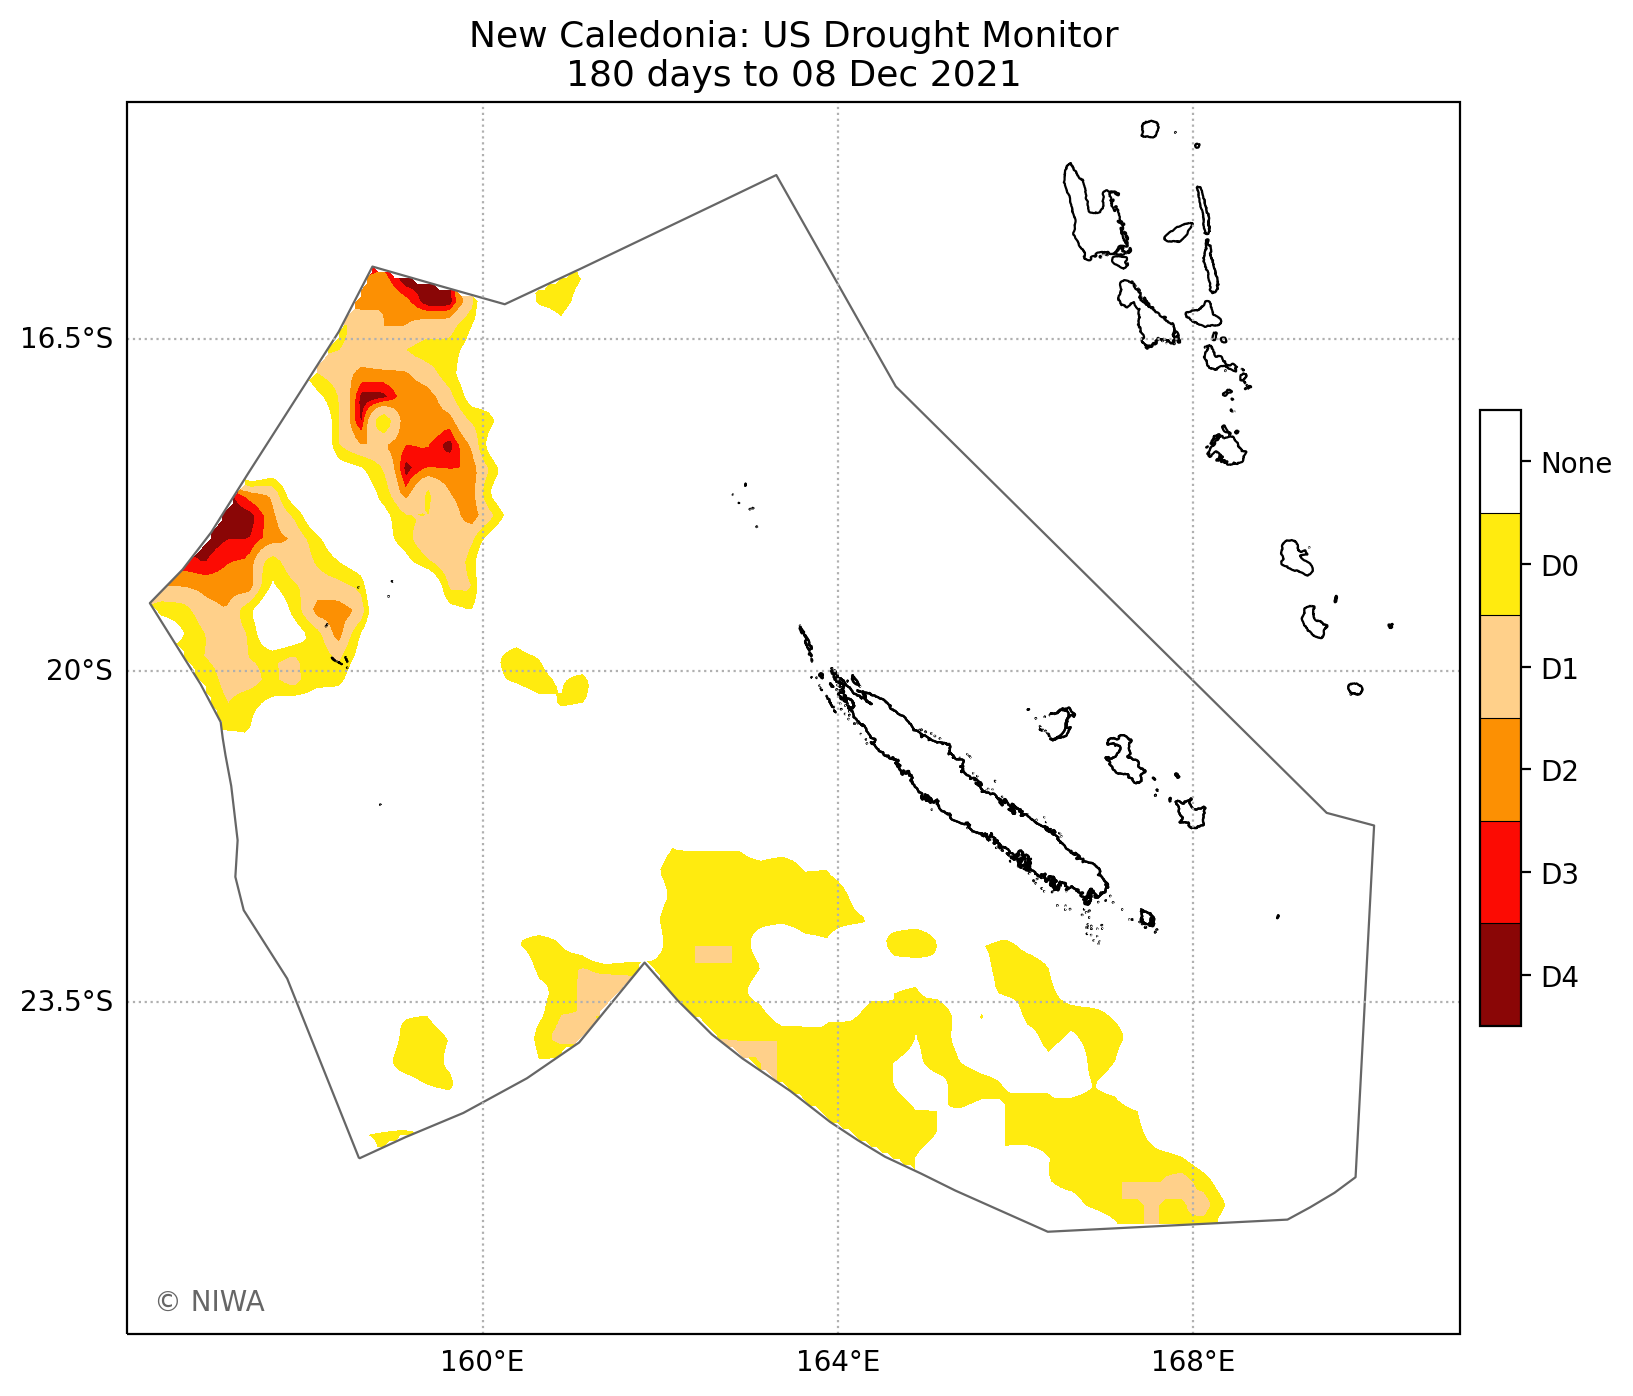 New Caledonia: US Drought Monitor
180 days to 08 Dec 2021
16.5°S
20°S
23.5°S
160°E
164°E
168°E
None
D0
D1
D2
D3
D4
© NIWA